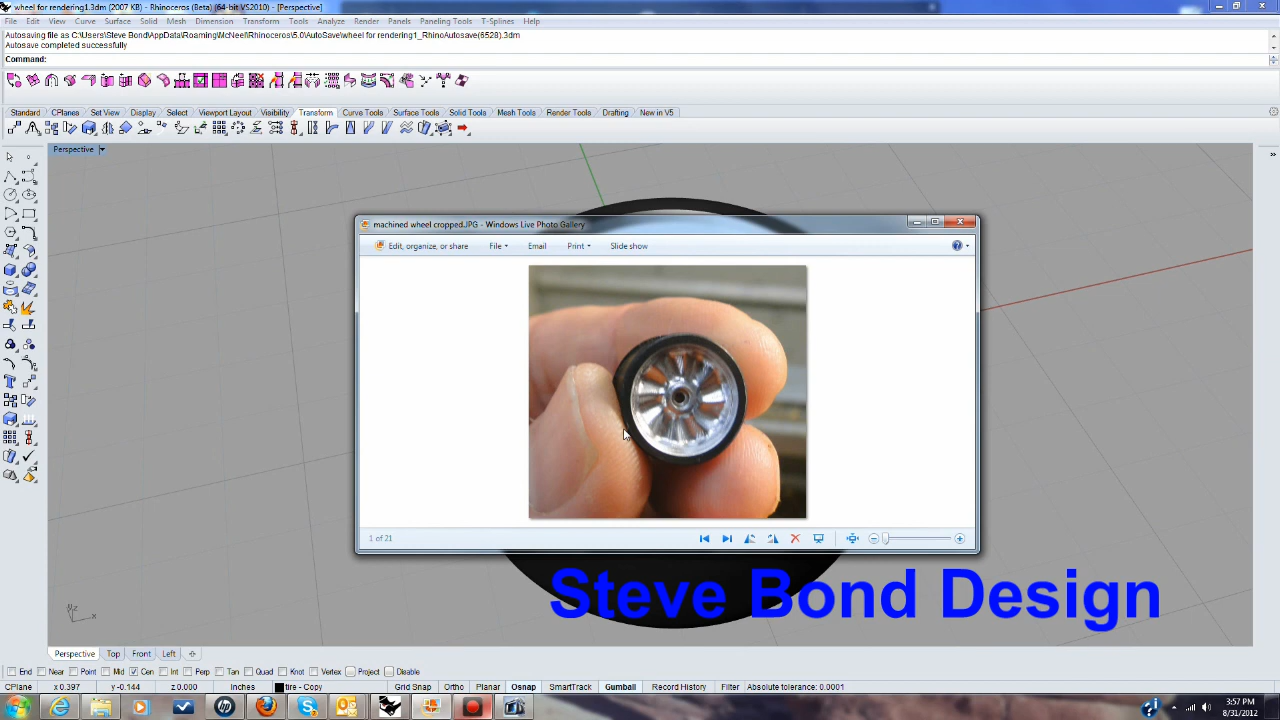 wheel for rendering1.3dm (2007 KB) - Rhinoceros (Beta) (64-bit VS2010) - [Perspective]
File Edit View Curve Surface Solid Mesh Dimension Transform Tools Analyze Render Panels Paneling Tools T-Splines Help
Autosaving file as C:\Users\Steve Bond\AppData\Roaming\McNeel\Rhinoceros\5.0\AutoSave\wheel for rendering1_RhinoAutosave(6528).3dm
Autosave completed successfully
Command:
Standard CPlanes Set View Display Select Viewport Layout Visibility Transform Curve Tools Surface Tools Solid Tools Mesh Tools Render Tools Drafting New in V5
Perspective
machined wheel cropped.JPG - Windows Live Photo Gallery
Edit, organize, or share File Email Print Slide show
1 of 21
Steve Bond Design
z y x
Perspective Top Front Left
End Near Point Mid Cen Int Perp Tan Quad Knot Vertex Project Disable
CPlane x 0.397 y -0.144 z 0.000 Inches tire - Copy Grid Snap Ortho Planar Osnap SmartTrack Gumball Record History Filter Absolute tolerance: 0.0001
3:57 PM
8/31/2012